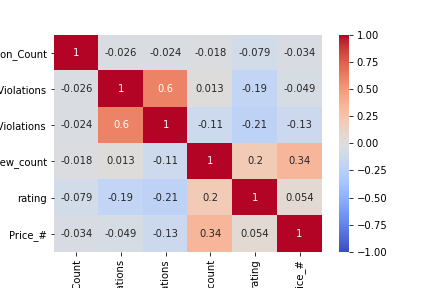 on_Count 1 -0.026 -0.024 -0.018 -0.079 -0.034
Violations -0.026 1 0.6 0.013 -0.19 -0.049
Violations -0.024 0.6 1 -0.11 -0.21 -0.13
ew_count -0.018 0.013 -0.11 1 0.2 0.34
rating -0.079 -0.19 -0.21 0.2 1 0.054
Price_# -0.034 -0.049 -0.13 0.34 0.054 1
Count
ations
ations
count
rating
ice_#
1.00
0.75
0.50
0.25
0.00
−0.25
−0.50
−0.75
−1.00